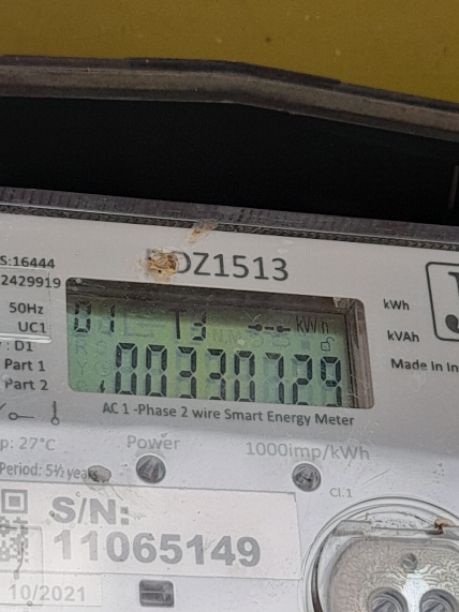 S:16444
2429919
DZ1513
50Hz
UC1
: D1
Part 1
Part 2
01 T3 kWh
00330729
kWh
kVAh
Made in In
AC 1 -Phase 2 wire Smart Energy Meter
p: 27°C
Power
1000imp/kWh
Period: 5½ years
Cl.1
S/N:
11065149
10/2021